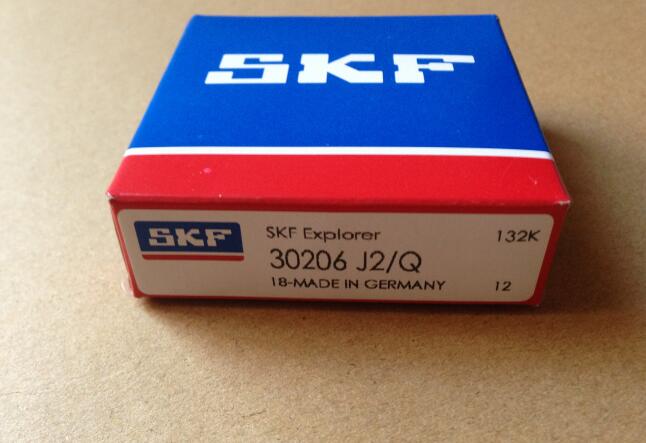 SKF
SKF
SKF Explorer 132K
30206 J2/Q
18-MADE IN GERMANY 12